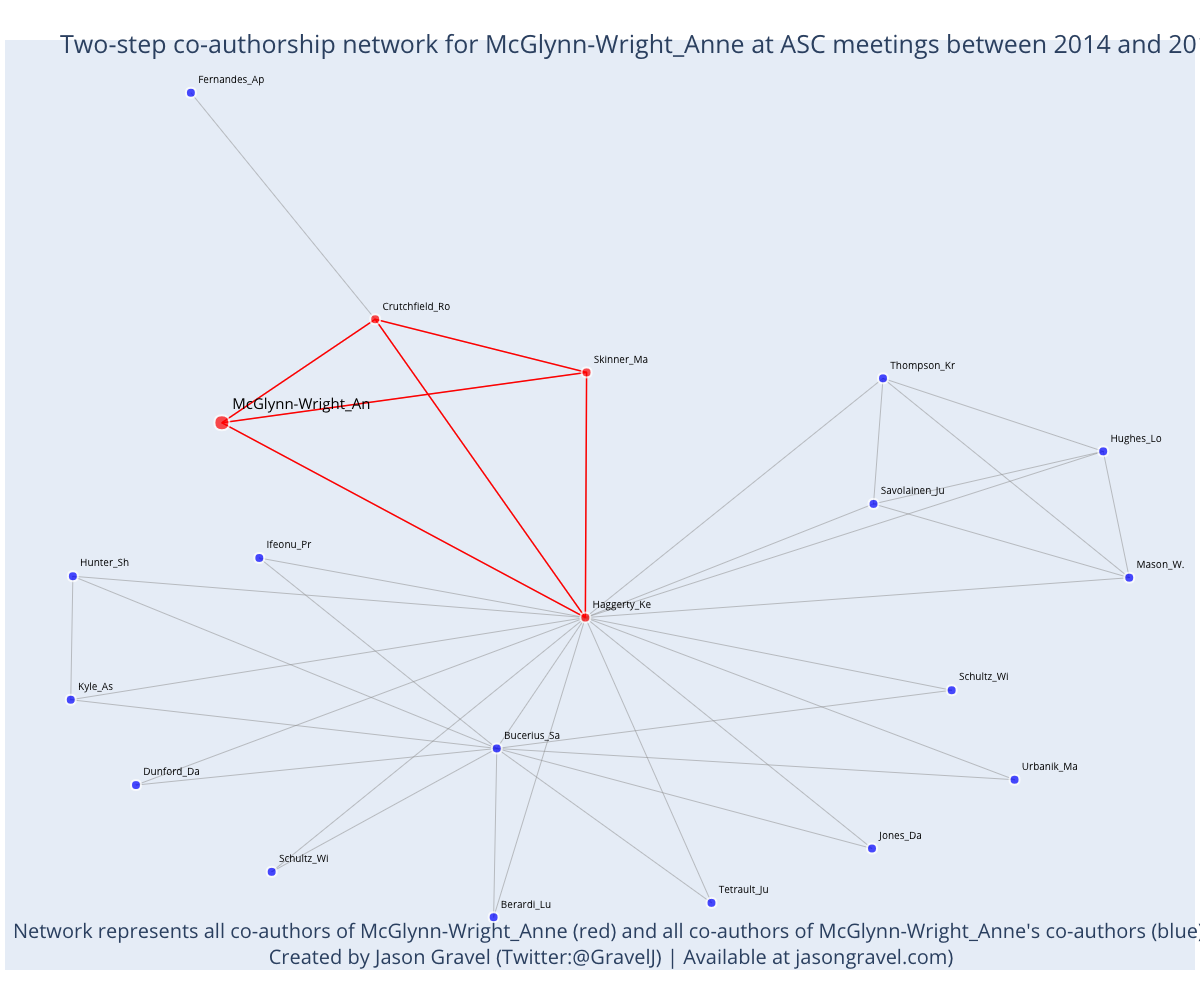 Two-step co-authorship network for McGlynn-Wright_Anne at ASC meetings between 2014 and 20
Fernandes_Ap
Crutchfield_Ro
Skinner_Ma
Thompson_Kr
McGlynn-Wright_An
Hughes_Lo
Savolainen_Ju
Ifeonu_Pr
Hunter_Sh
Mason_W.
Haggerty_Ke
Schultz_Wi
Kyle_As
Bucerius_Sa
Dunford_Da
Urbanik_Ma
Jones_Da
Schultz_Wi
Tetrault_Ju
Berardi_Lu
Network represents all co-authors of McGlynn-Wright_Anne (red) and all co-authors of McGlynn-Wright_Anne's co-authors (blue)
Created by Jason Gravel (Twitter:@GravelJ) | Available at jasongravel.com)